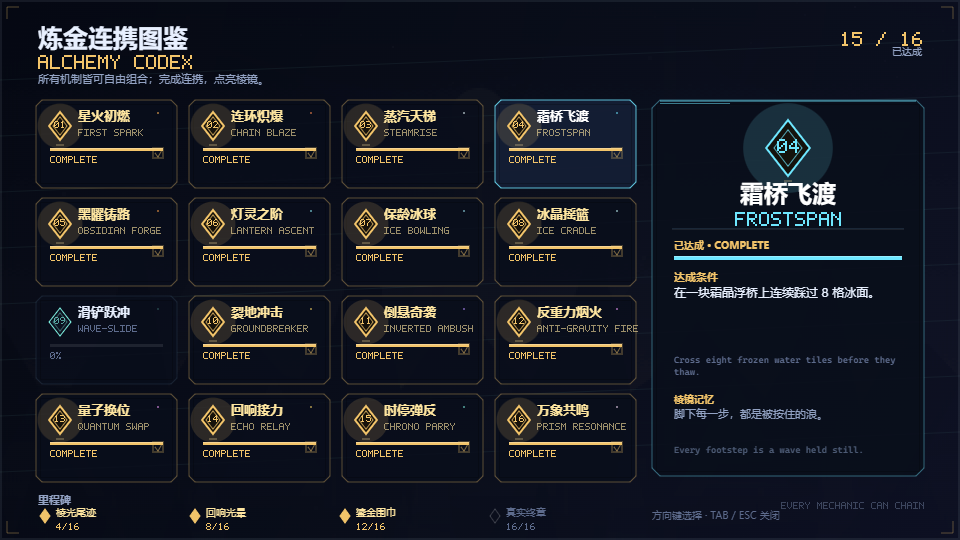 炼金连携图鉴
ALCHEMY CODEX
所有机制皆可自由组合；完成连携，点亮棱镜。
15 / 16
已达成
01
星火初燃
FIRST SPARK
COMPLETE
02
连环炽爆
CHAIN BLAZE
COMPLETE
03
蒸汽天梯
STEAMRISE
COMPLETE
04
霜桥飞渡
FROSTSPAN
COMPLETE
05
黑曜铸路
OBSIDIAN FORGE
COMPLETE
06
灯灵之阶
LANTERN ASCENT
COMPLETE
07
保龄冰球
ICE BOWLING
COMPLETE
08
冰晶摇篮
ICE CRADLE
COMPLETE
09
滑铲跃冲
WAVE-SLIDE
0%
10
裂地冲击
GROUNDBREAKER
COMPLETE
11
倒悬奇袭
INVERTED AMBUSH
COMPLETE
12
反重力烟火
ANTI-GRAVITY FIRE
COMPLETE
13
量子换位
QUANTUM SWAP
COMPLETE
14
回响接力
ECHO RELAY
COMPLETE
15
时停弹反
CHRONO PARRY
COMPLETE
16
万象共鸣
PRISM RESONANCE
COMPLETE
04
霜桥飞渡
FROSTSPAN
已达成 • COMPLETE
达成条件
在一块霜晶浮桥上连续踩过 8 格冰面。
Cross eight frozen water tiles before they
thaw.
棱镜记忆
脚下每一步，都是被按住的浪。
Every footstep is a wave held still.
里程碑
棱光尾迹
4/16
回响光晕
8/16
鎏金围巾
12/16
真实终章
16/16
方向键选择 · TAB / ESC 关闭
EVERY MECHANIC CAN CHAIN